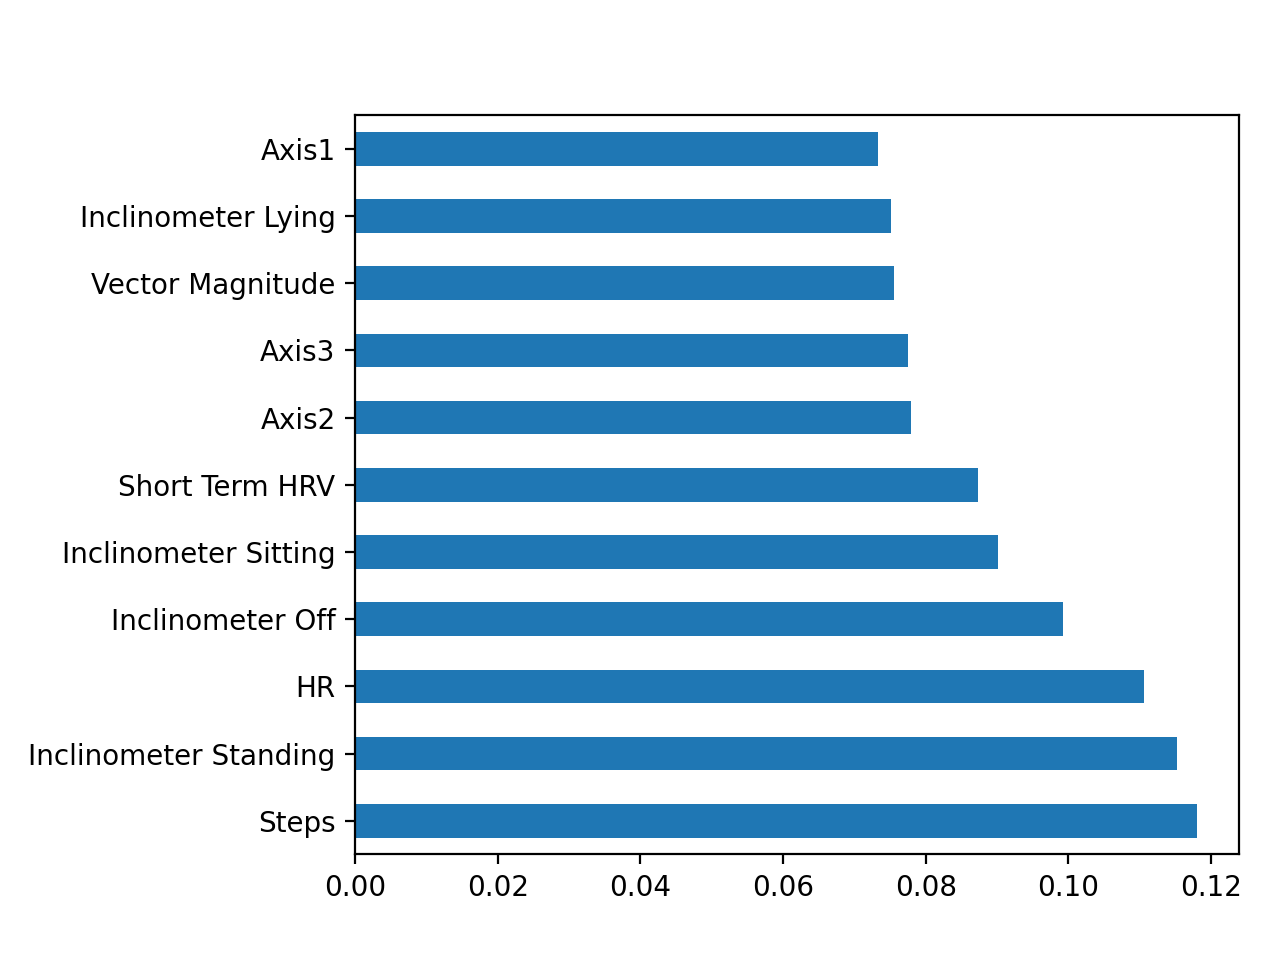 Axis1
Inclinometer Lying
Vector Magnitude
Axis3
Axis2
Short Term HRV
Inclinometer Sitting
Inclinometer Off
HR
Inclinometer Standing
Steps
0.00 0.02 0.04 0.06 0.08 0.10 0.12